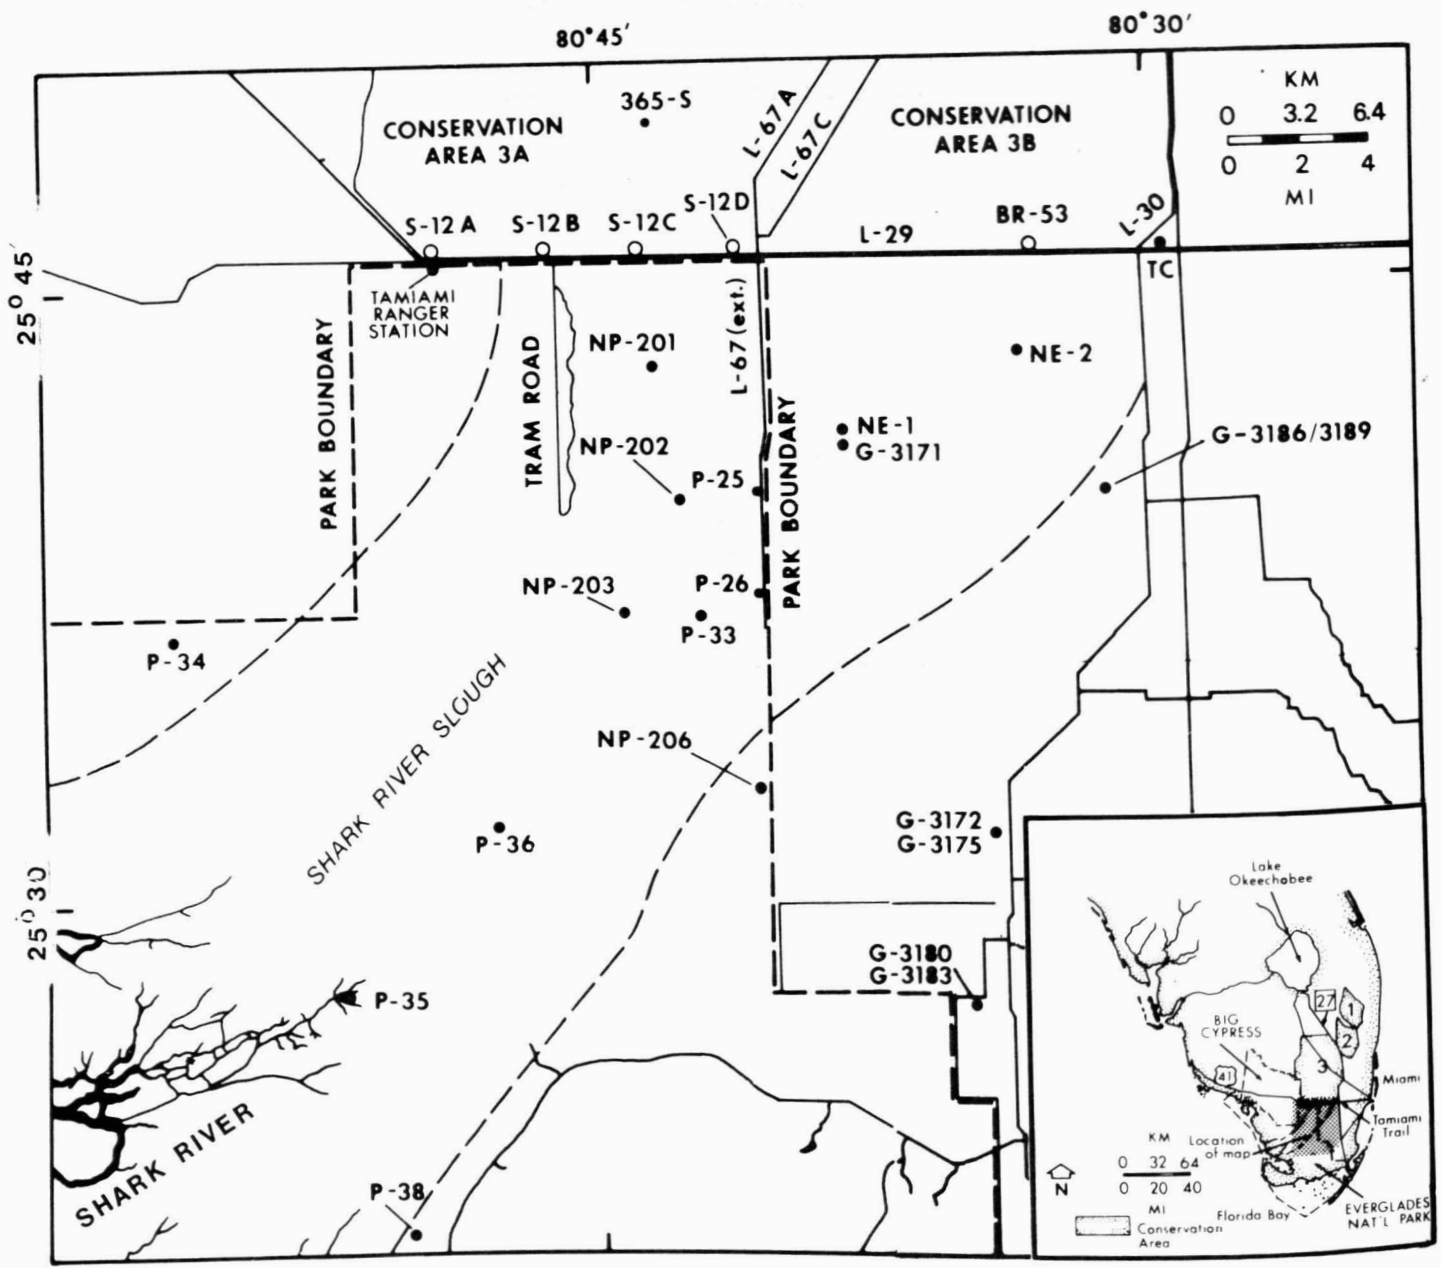 80°45′
80°30′
365-S
CONSERVATION
AREA 3A
L-67A
L-67C
CONSERVATION
AREA 3B
KM
0 3.2 6.4
0 2 4
MI
S-12A
S-12B
S-12C
S-12D
L-29
BR-53
L-30
TC
25° 45′
TAMIAMI
RANGER
STATION
PARK BOUNDARY
TRAM ROAD
NP-201
L-67(ext.)
NE-2
NE-1
G-3171
G-3186/3189
NP-202
P-25
PARK BOUNDARY
NP-203
P-26
P-33
P-34
SHARK RIVER SLOUGH
NP-206
P-36
G-3172
G-3175
25° 30
G-3180
G-3183
P-35
SHARK RIVER
P-38
Lake
Okeechobee
27
1
2
3
BIG
CYPRESS
41
Miami
Tamiami
Trail
Location
of map
KM
0 32 64
0 20 40
MI
N
Conservation
Area
Florida Bay
EVERGLADES
NAT'L PARK